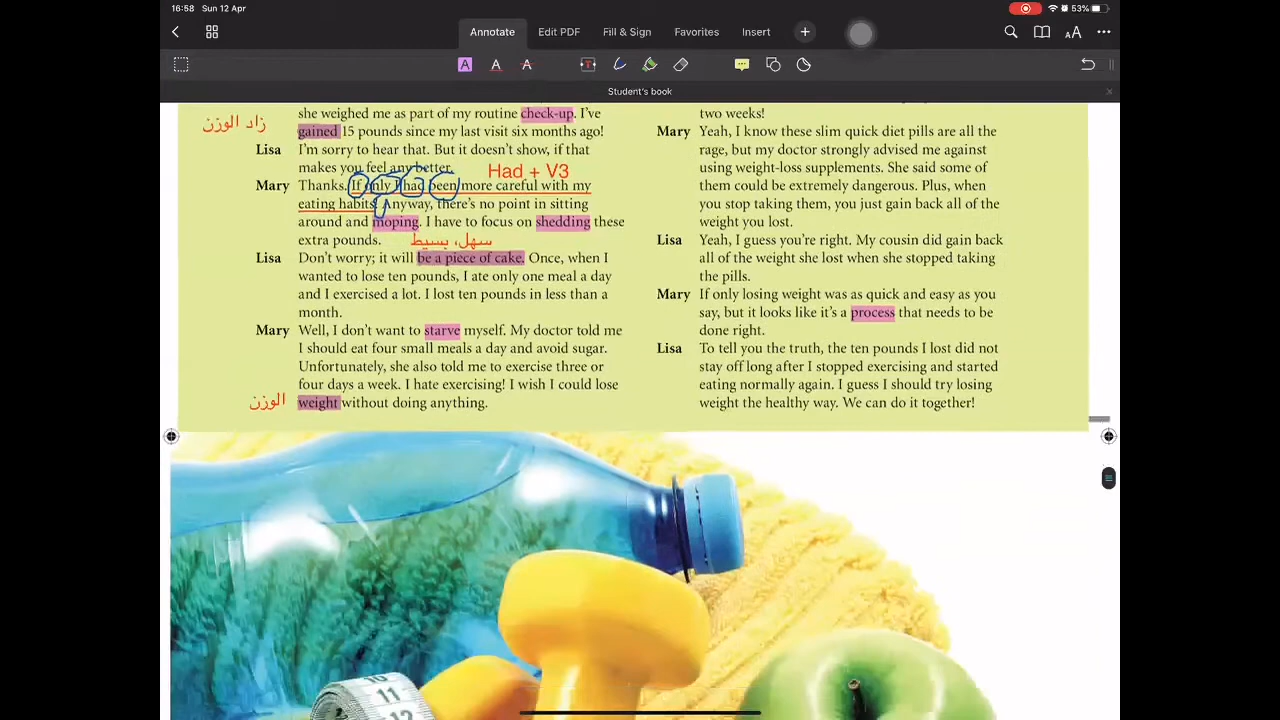 16:58 Sun 12 Apr
53%
Annotate Edit PDF Fill & Sign Favorites Insert
Student's book
she weighed me as part of my routine check-up. I've
gained 15 pounds since my last visit six months ago!
زاد الوزن
Lisa I'm sorry to hear that. But it doesn't show, if that
makes you feel any better.
Had + V3
Mary Thanks. If only I had been more careful with my
eating habits. Anyway, there's no point in sitting
around and moping. I have to focus on shedding these
extra pounds.
سهل، بسيط
Lisa Don't worry; it will be a piece of cake. Once, when I
wanted to lose ten pounds, I ate only one meal a day
and I exercised a lot. I lost ten pounds in less than a
month.
Mary Well, I don't want to starve myself. My doctor told me
I should eat four small meals a day and avoid sugar.
Unfortunately, she also told me to exercise three or
four days a week. I hate exercising! I wish I could lose
weight without doing anything.
الوزن
two weeks!
Mary Yeah, I know these slim quick diet pills are all the
rage, but my doctor strongly advised me against
using weight-loss supplements. She said some of
them could be extremely dangerous. Plus, when
you stop taking them, you just gain back all of the
weight you lost.
Lisa Yeah, I guess you're right. My cousin did gain back
all of the weight she lost when she stopped taking
the pills.
Mary If only losing weight was as quick and easy as you
say, but it looks like it's a process that needs to be
done right.
Lisa To tell you the truth, the ten pounds I lost did not
stay off long after I stopped exercising and started
eating normally again. I guess I should try losing
weight the healthy way. We can do it together!
10
11
12